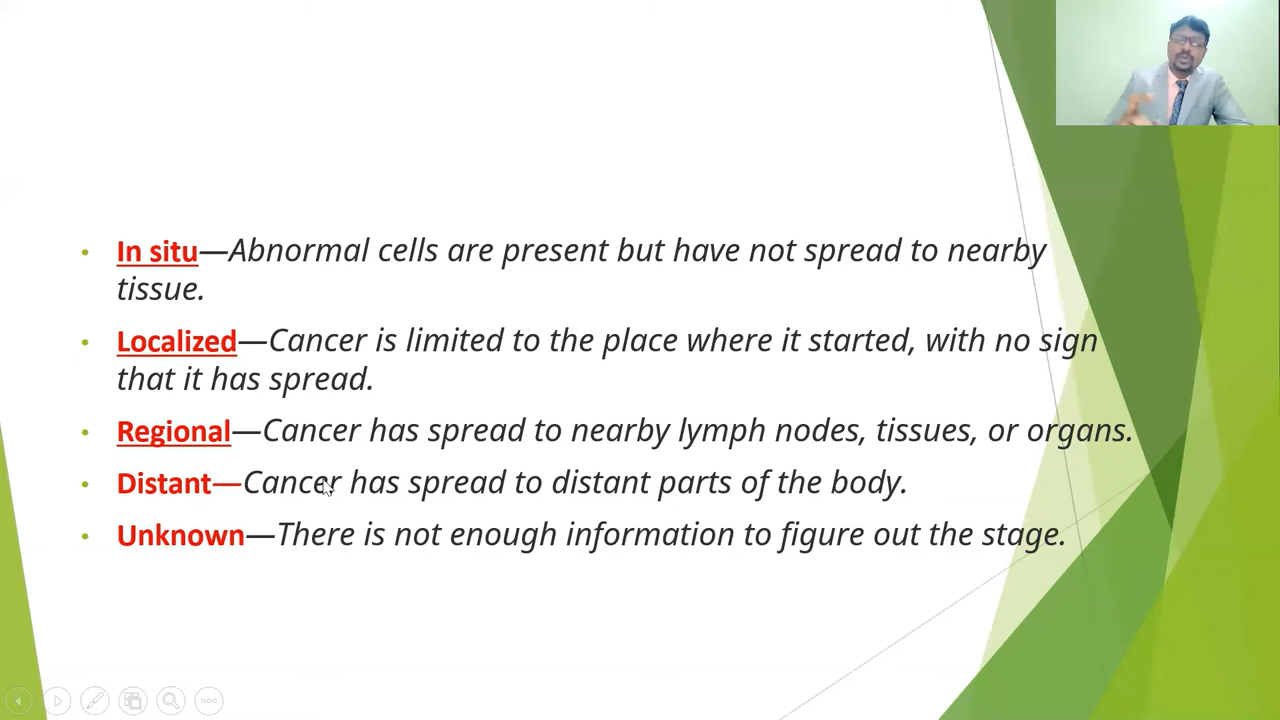 • In situ—Abnormal cells are present but have not spread to nearby
tissue.
• Localized—Cancer is limited to the place where it started, with no sign
that it has spread.
• Regional—Cancer has spread to nearby lymph nodes, tissues, or organs.
• Distant—Cancer has spread to distant parts of the body.
• Unknown—There is not enough information to figure out the stage.